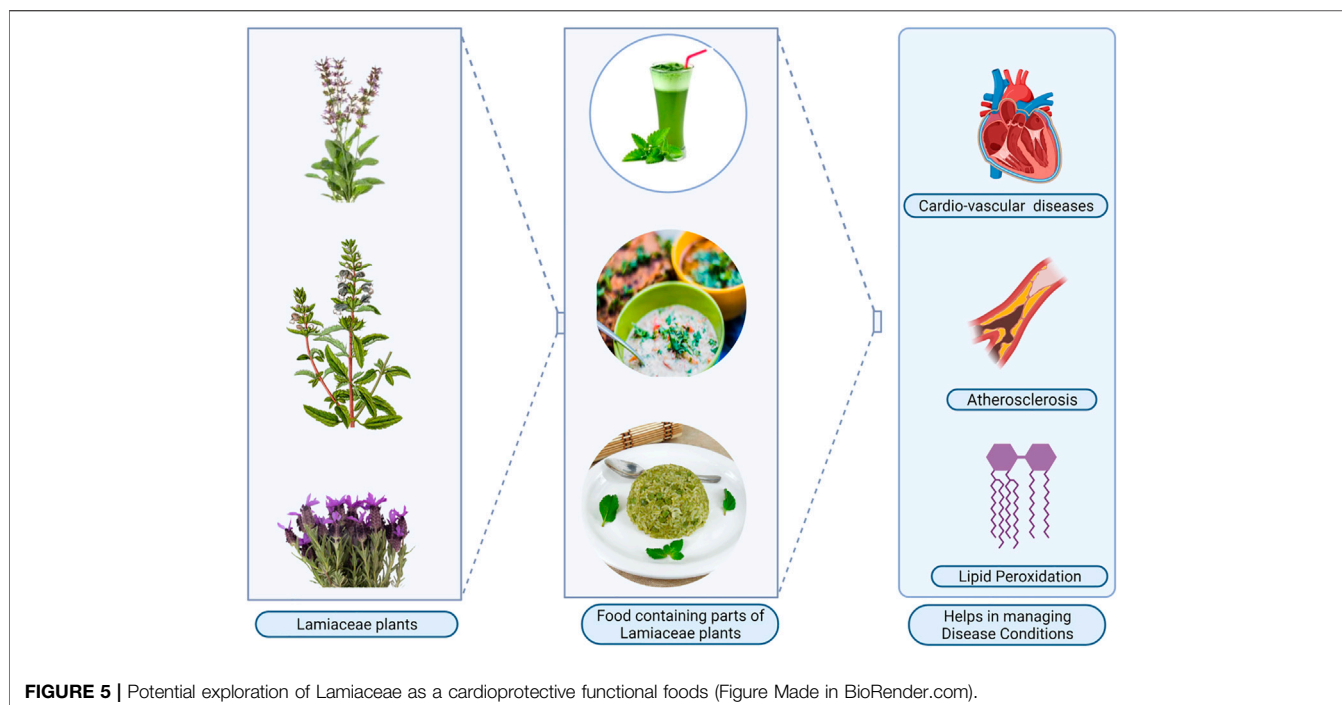 Cardio-vascular diseases
Atherosclerosis
Lipid Peroxidation
Lamiaceae plants
Food containing parts of
Lamiaceae plants
Helps in managing
Disease Conditions
FIGURE 5 | Potential exploration of Lamiaceae as a cardioprotective functional foods (Figure Made in BioRender.com).